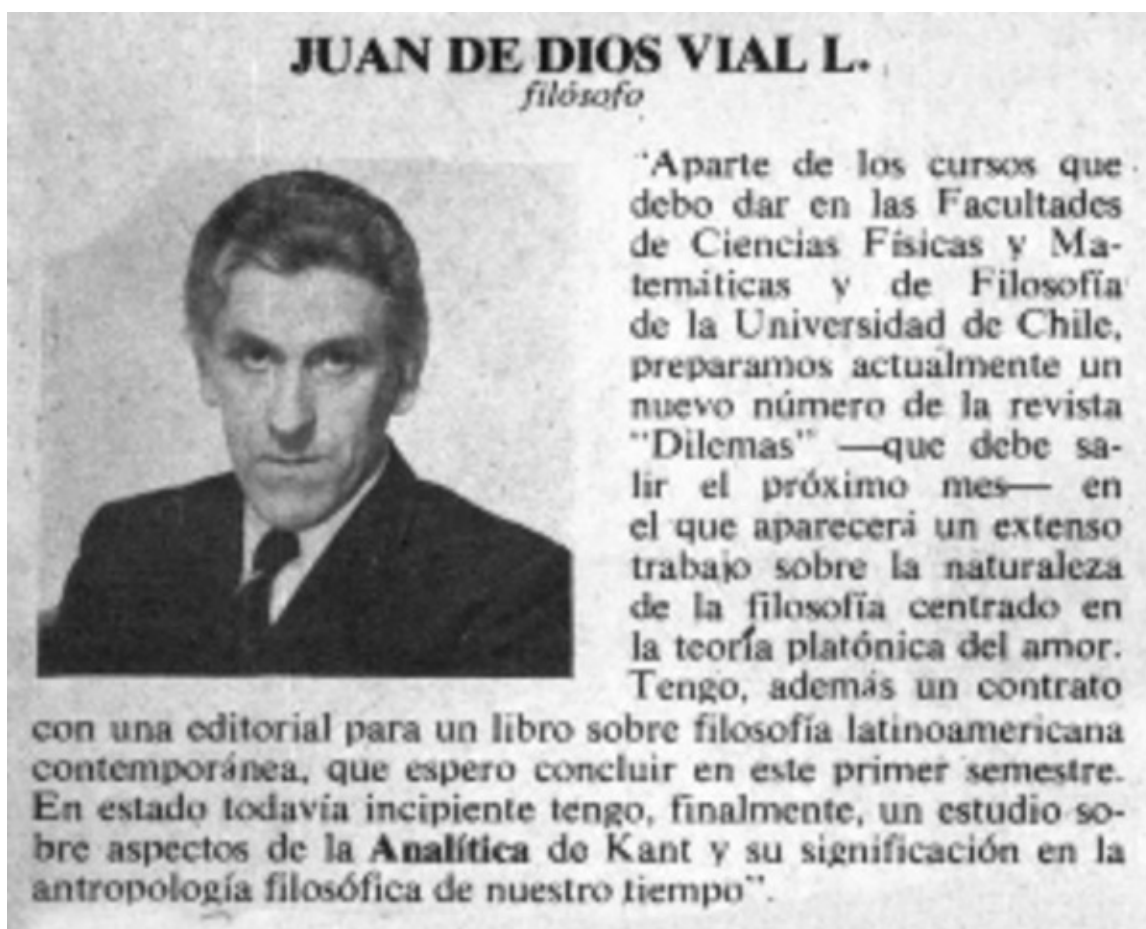 JUAN DE DIOS VIAL L.
filósofo
"Aparte de los cursos que
debo dar en las Facultades
de Ciencias Físicas y Ma-
temáticas y de Filosofía
de la Universidad de Chile,
preparamos actualmente un
nuevo número de la revista
"Dilemas" —que debe sa-
lir el próximo mes— en
el que aparecerá un extenso
trabajo sobre la naturaleza
de la filosofía centrado en
la teoría platónica del amor.
Tengo, además un contrato
con una editorial para un libro sobre filosofía latinoamericana
contemporánea, que espero concluir en este primer semestre.
En estado todavía incipiente tengo, finalmente, un estudio so-
bre aspectos de la Analítica de Kant y su significación en la
antropología filosófica de nuestro tiempo".